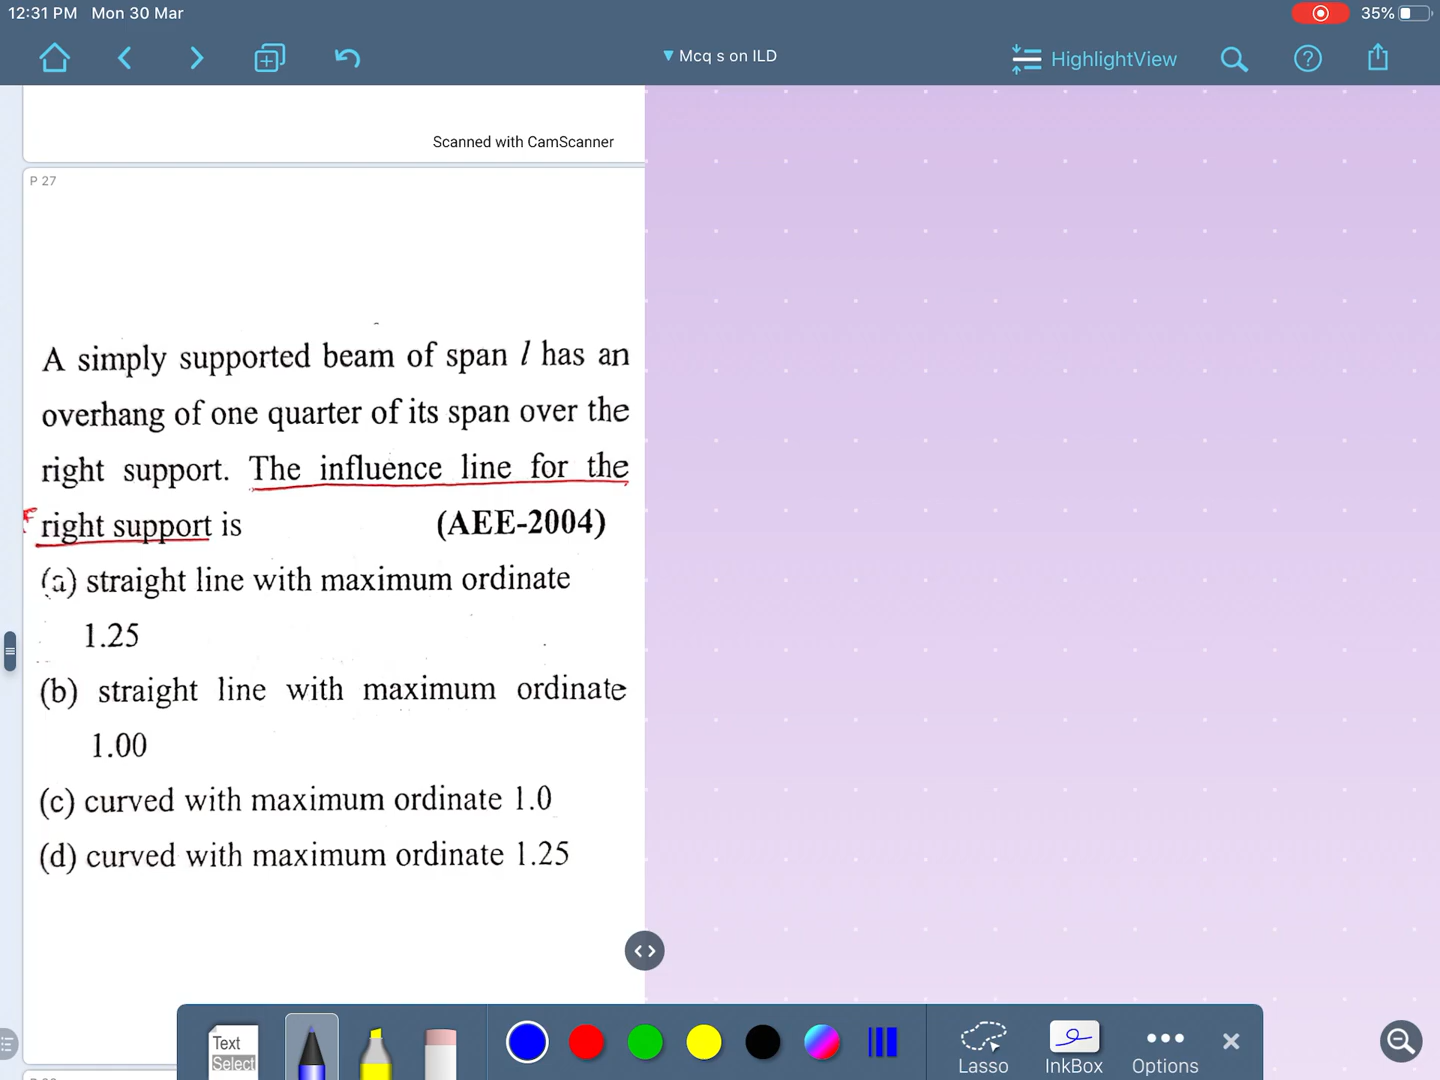 12:31 PM Mon 30 Mar
35%
Mcq s on ILD
HighlightView
Scanned with CamScanner
P 27
A simply supported beam of span l has an
overhang of one quarter of its span over the
right support. The influence line for the
right support is (AEE-2004)
(a) straight line with maximum ordinate
1.25
(b) straight line with maximum ordinate
1.00
(c) curved with maximum ordinate 1.0
(d) curved with maximum ordinate 1.25
Text
Select
Lasso
InkBox
Options